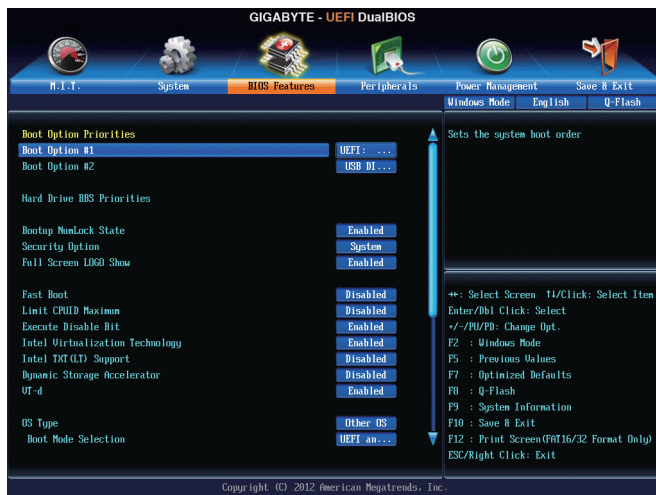 GIGABYTE - UEFI DualBIOS
M.I.T. System BIOS Features Peripherals Power Management Save & Exit
Windows Mode English Q-Flash
Boot Option Priorities
Boot Option #1 UEFI: ...
Boot Option #2 USB DI...
Hard Drive BBS Priorities
Bootup NumLock State Enabled
Security Option System
Full Screen LOGO Show Enabled
Fast Boot Disabled
Limit CPUID Maximum Disabled
Execute Disable Bit Enabled
Intel Virtualization Technology Enabled
Intel TXT(LT) Support Disabled
Dynamic Storage Accelerator Disabled
VT-d Enabled
OS Type Other OS
Boot Mode Selection UEFI an...
Sets the system boot order
→←: Select Screen ↑↓/Click: Select Item
Enter/Dbl Click: Select
+/-/PU/PD: Change Opt.
F2 : Windows Mode
F5 : Previous Values
F7 : Optimized Defaults
F8 : Q-Flash
F9 : System Information
F10 : Save & Exit
F12 : Print Screen(FAT16/32 Format Only)
ESC/Right Click: Exit
Copyright (C) 2012 American Megatrends, Inc.